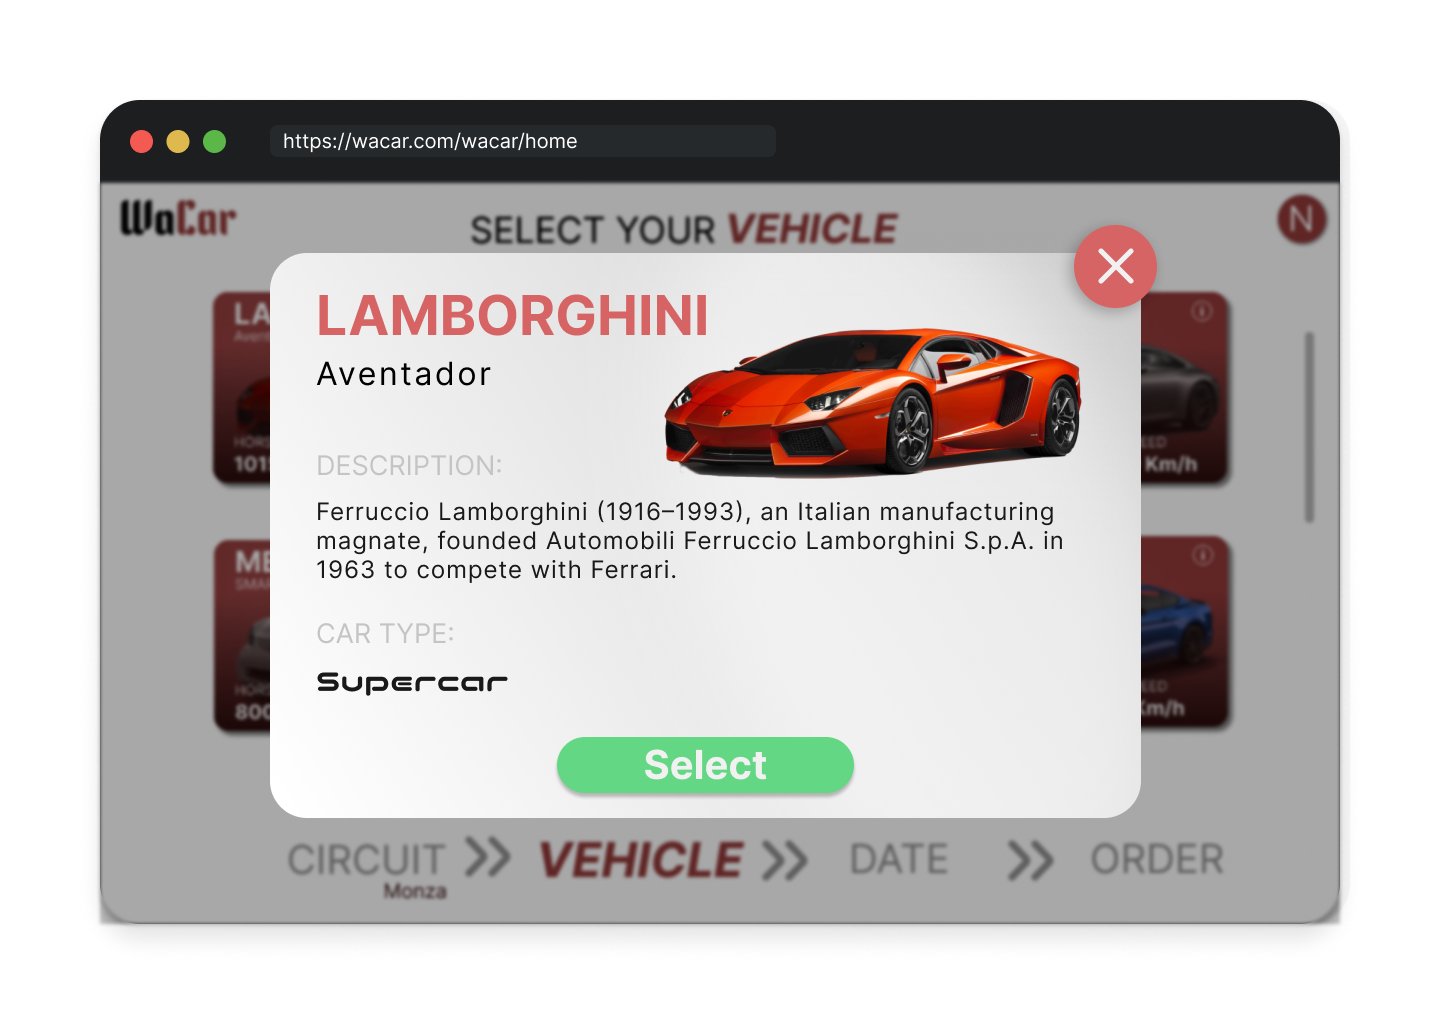 https://wacar.com/wacar/home
WaCar
SELECT YOUR VEHICLE
N
LAMBORGHINI
Aventador
DESCRIPTION:
Ferruccio Lamborghini (1916–1993), an Italian manufacturing
magnate, founded Automobili Ferruccio Lamborghini S.p.A. in
1963 to compete with Ferrari.
CAR TYPE:
Supercar
Select
LA
Km/h
ME
800
Km/h
CIRCUIT >> VEHICLE >> DATE >> ORDER
Monza